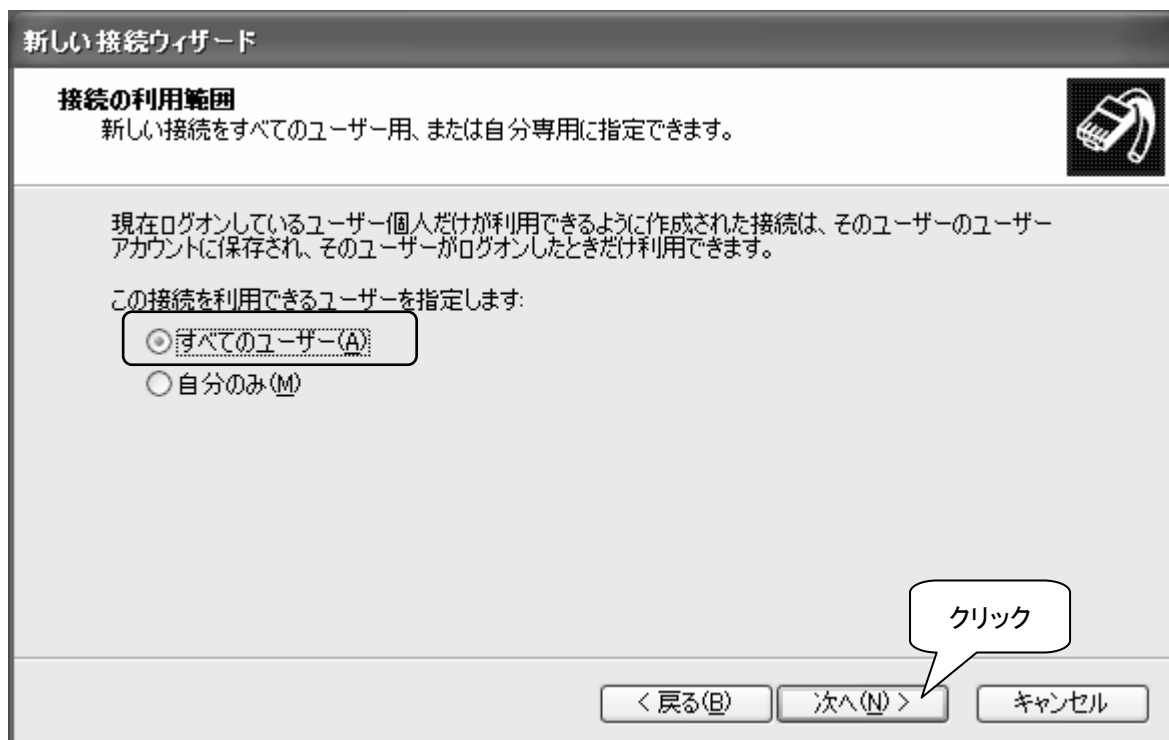 新しい接続ウィザード
接続の利用範囲
新しい接続をすべてのユーザー用、または自分専用に指定できます。
現在ログオンしているユーザー個人だけが利用できるように作成された接続は、そのユーザーのユーザー
アカウントに保存され、そのユーザーがログオンしたときだけ利用できます。
この接続を利用できるユーザーを指定します:
すべてのユーザー(A)
自分のみ(M)
クリック
< 戻る(B) 次へ(N) > キャンセル